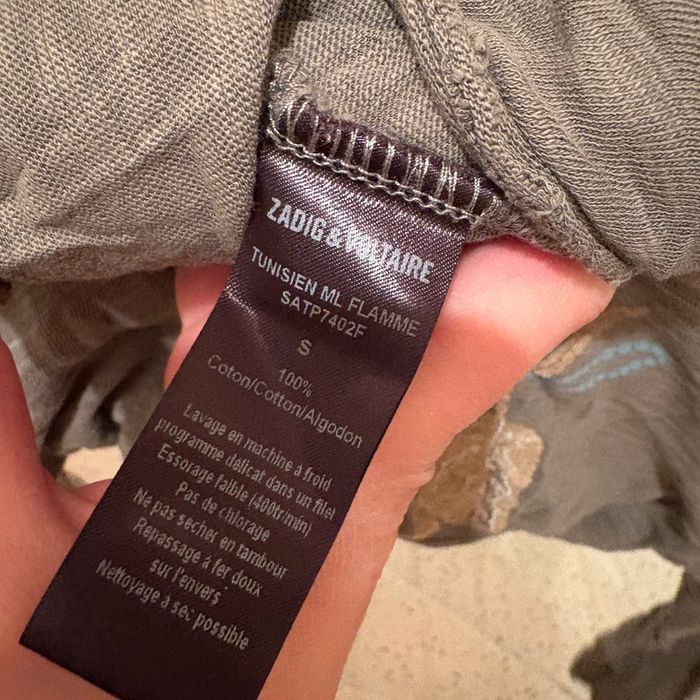 ZADIG & VOLTAIRE
TUNISIEN ML FLAMME
SATP7402F
S
100%
Coton/Cotton/Algodon
Lavage en machine à froid
programme délicat dans un filet
Essorage faible (400tr/min)
Pas de chlorage
Ne pas secher en tambour
Repassage à fer doux
sur l'envers
Nettoyage à sec possible